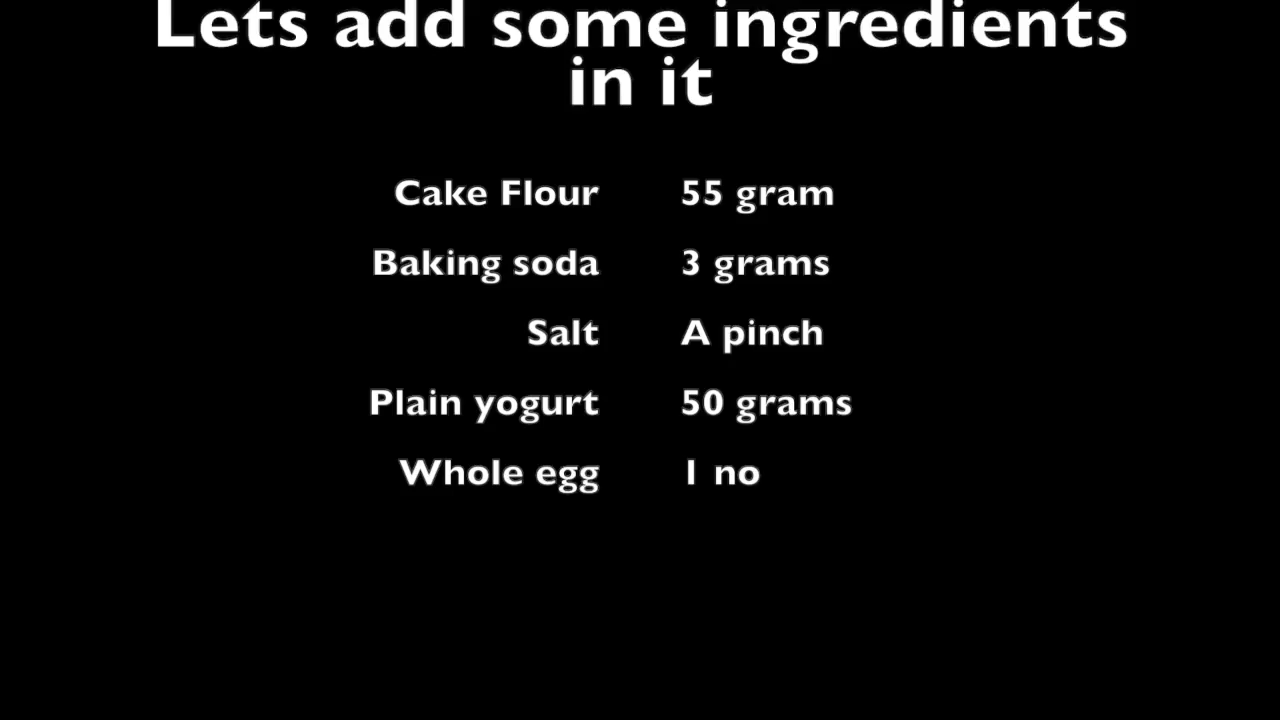 Lets add some ingredients
in it
Cake Flour 55 gram
Baking soda 3 grams
Salt A pinch
Plain yogurt 50 grams
Whole egg 1 no